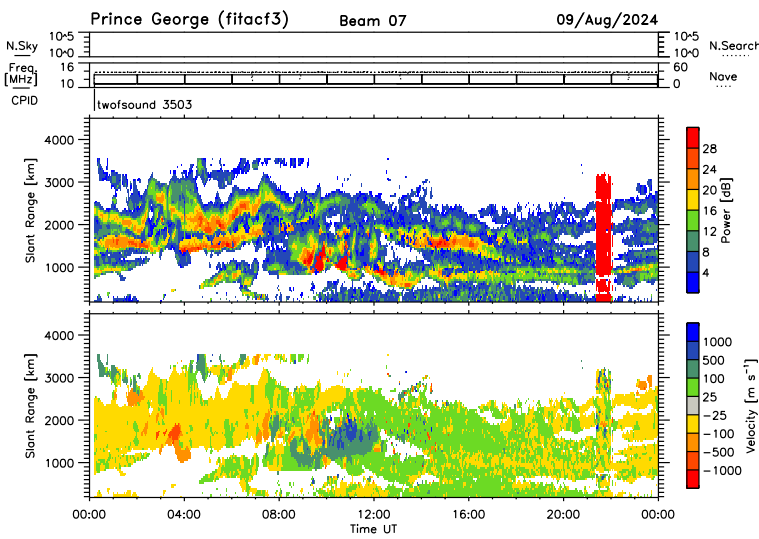 Prince George (fitacf3) Beam 07 09/Aug/2024
N.Sky 10^5 10^5 N.Search
10^0 10^0
Freq. 16 60 Nave
[MHz] 10 0
CPID twofsound 3503
Slant Range [km] 4000 3000 2000 1000
28 24 20 16 12 8 4 Power [dB]
Slant Range [km] 4000 3000 2000 1000
1000 500 100 25 −25 −100 −500 −1000 Velocity [m s⁻¹]
00:00 04:00 08:00 12:00 16:00 20:00 00:00
Time UT